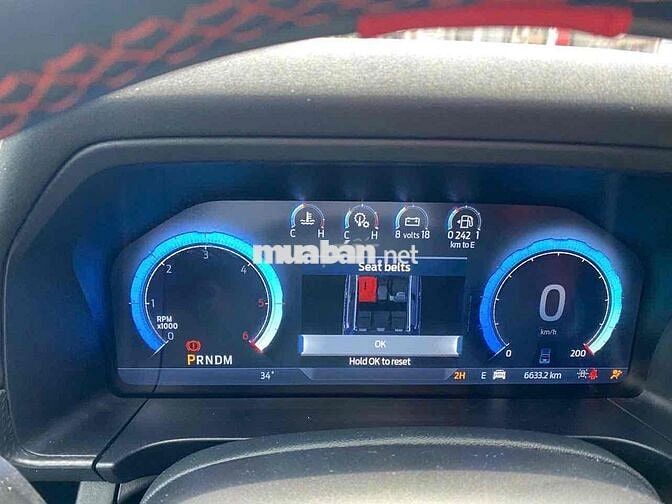 C H
C H
8 volts 18
0 242 1
km to E
muaban.net
Seat belts
OK
Hold OK to reset
0 1 2 3 4 5 6
RPM
x1000
PRNDM
0
km/h
0 200
34°
2H
E
6633.2 km